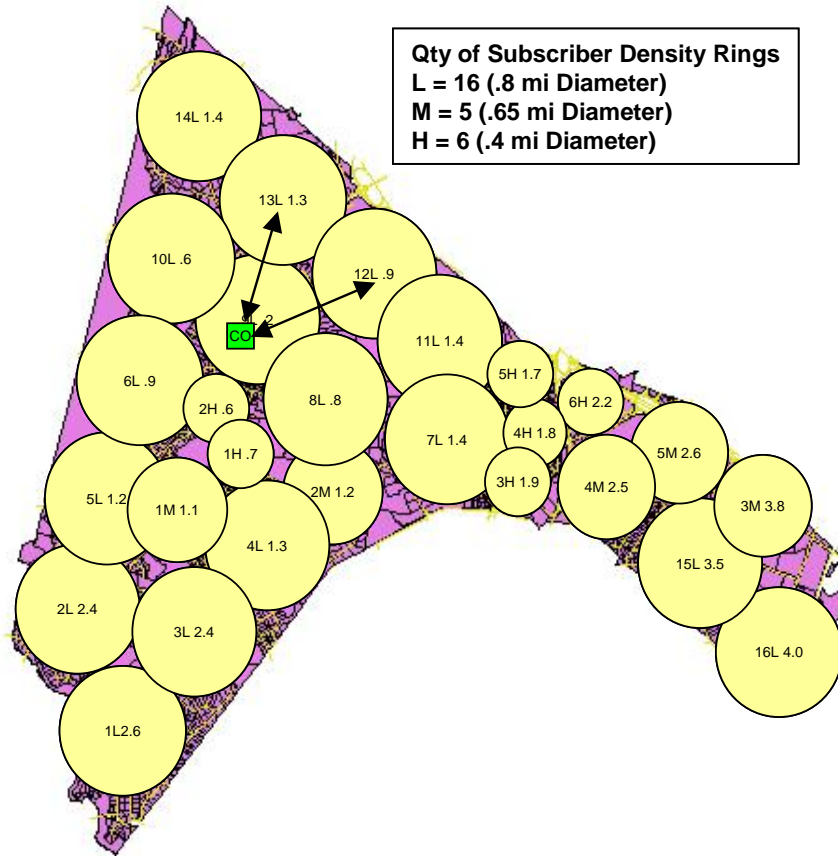 Qty of Subscriber Density Rings
L = 16 (.8 mi Diameter)
M = 5 (.65 mi Diameter)
H = 6 (.4 mi Diameter)
14L 1.4
13L 1.3
10L .6
12L .9
CO
11L 1.4
5H 1.7
6L .9
8L .8
6H 2.2
2H .6
7L 1.4
4H 1.8
1H .7
5M 2.6
3H 1.9
4M 2.5
5L 1.2
2M 1.2
1M 1.1
3M 3.8
4L 1.3
15L 3.5
2L 2.4
3L 2.4
16L 4.0
1L2.6